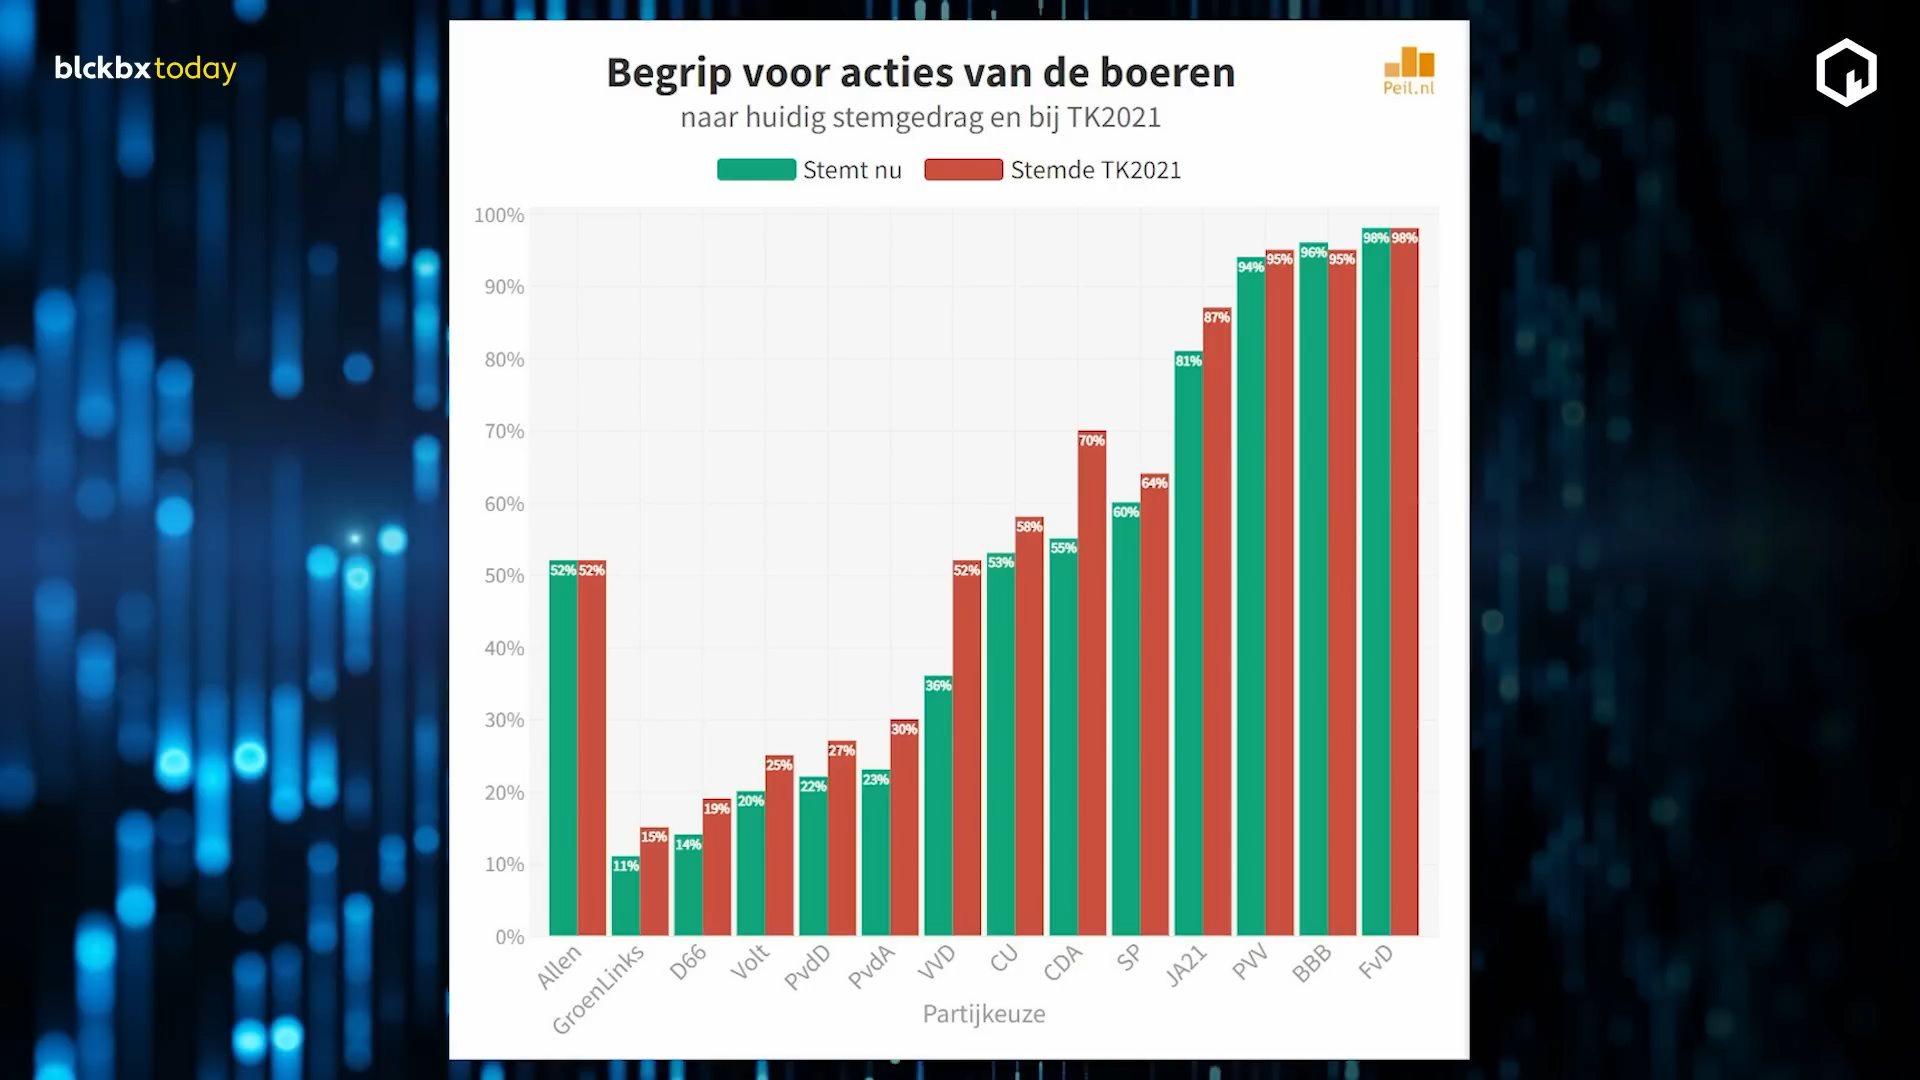 blckbxtoday
Begrip voor acties van de boeren
naar huidig stemgedrag en bij TK2021
Peil.nl
Stemt nu
Stemde TK2021
100%
90%
80%
70%
60%
50%
40%
30%
20%
10%
0%
52% 52%
11% 15%
14% 19%
20% 25%
22% 27%
23% 30%
36% 52%
53% 58%
55% 70%
60% 64%
81% 87%
94% 95%
96% 95%
98% 98%
Allen
GroenLinks
D66
Volt
PvdD
PvdA
VVD
CU
CDA
SP
JA21
PVV
BBB
FvD
Partijkeuze